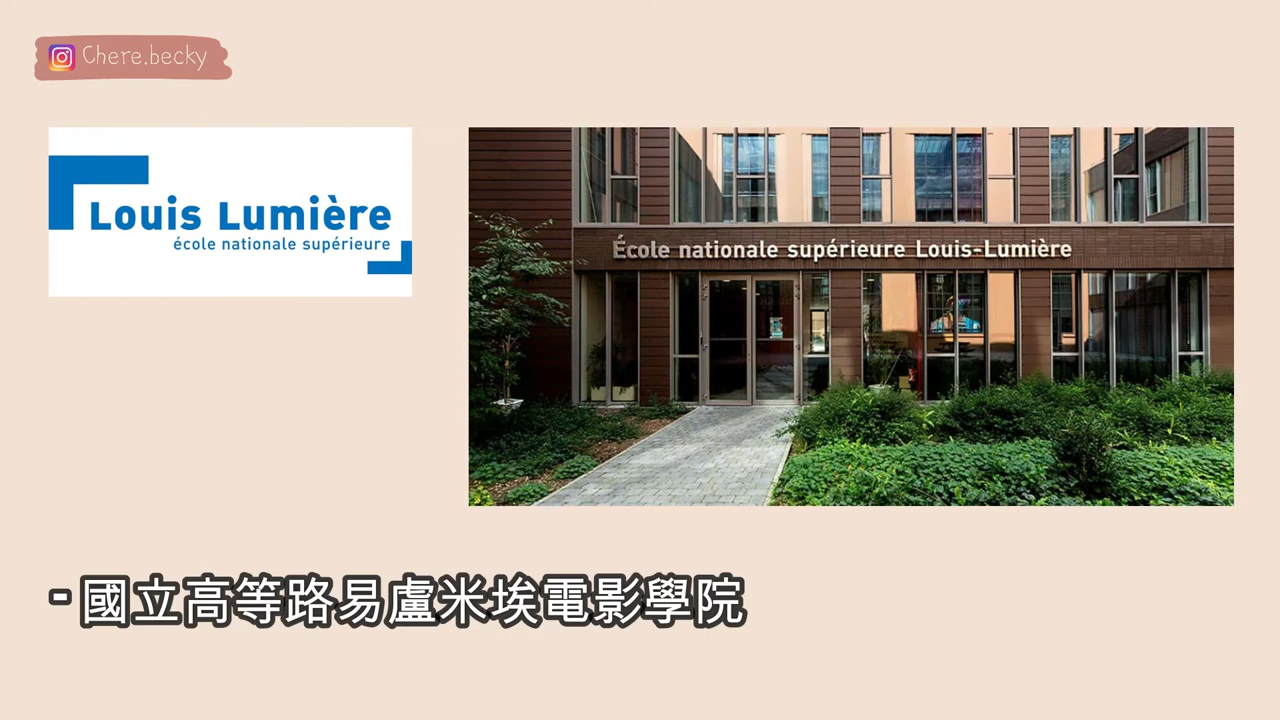 Chere.becky
Louis Lumière
école nationale supérieure
École nationale supérieure Louis-Lumière
- 國立高等路易盧米埃電影學院